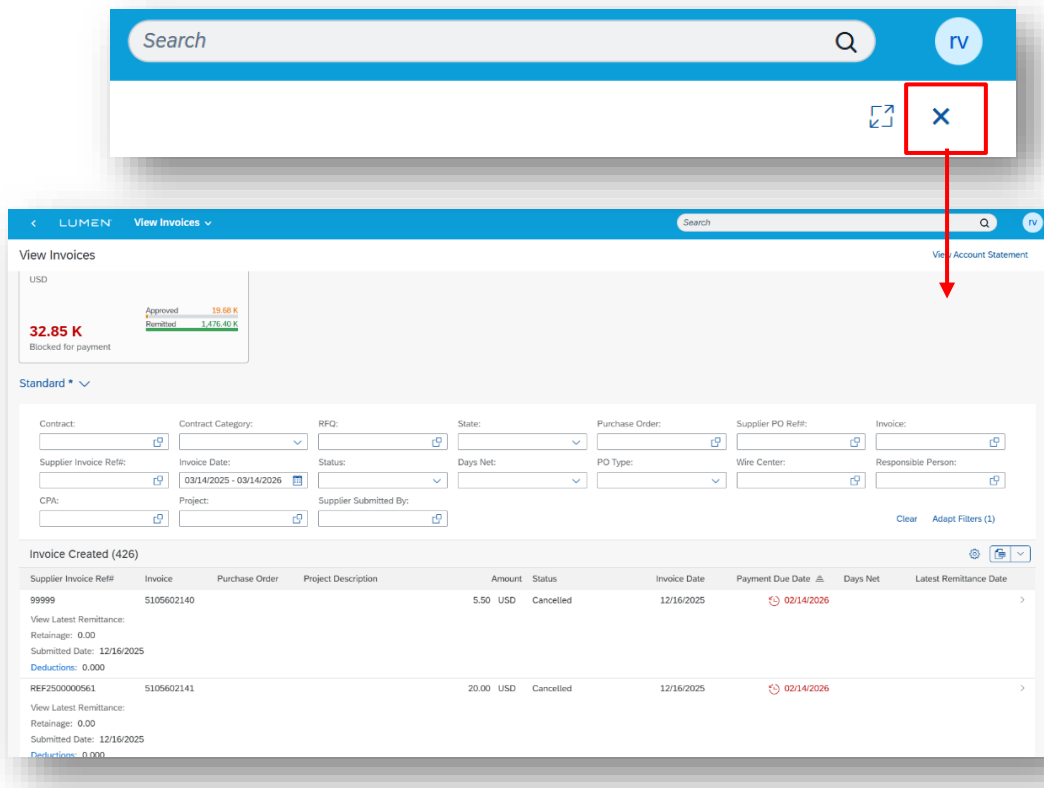 Search
rv
LUMEN View Invoices Search rv
View Invoices View Account Statement
USD
Approved 19.68 K
Remitted 1,476.40 K
32.85 K
Blocked for payment
Standard *
Contract: Contract Category: RFQ: State: Purchase Order: Supplier PO Ref#: Invoice:
Supplier Invoice Ref#: Invoice Date: Status: Days Net: PO Type: Wire Center: Responsible Person:
03/14/2025 - 03/14/2026
CPA: Project: Supplier Submitted By:
Clear Adapt Filters (1)
Invoice Created (426)
Supplier Invoice Ref# Invoice Purchase Order Project Description Amount Status Invoice Date Payment Due Date Days Net Latest Remittance Date
99999 5105602140 5.50 USD Cancelled 12/16/2025 02/14/2026
View Latest Remittance:
Retainage: 0.00
Submitted Date: 12/16/2025
Deductions: 0.000
REF2500000561 5105602141 20.00 USD Cancelled 12/16/2025 02/14/2026
View Latest Remittance:
Retainage: 0.00
Submitted Date: 12/16/2025
Deductions: 0.000